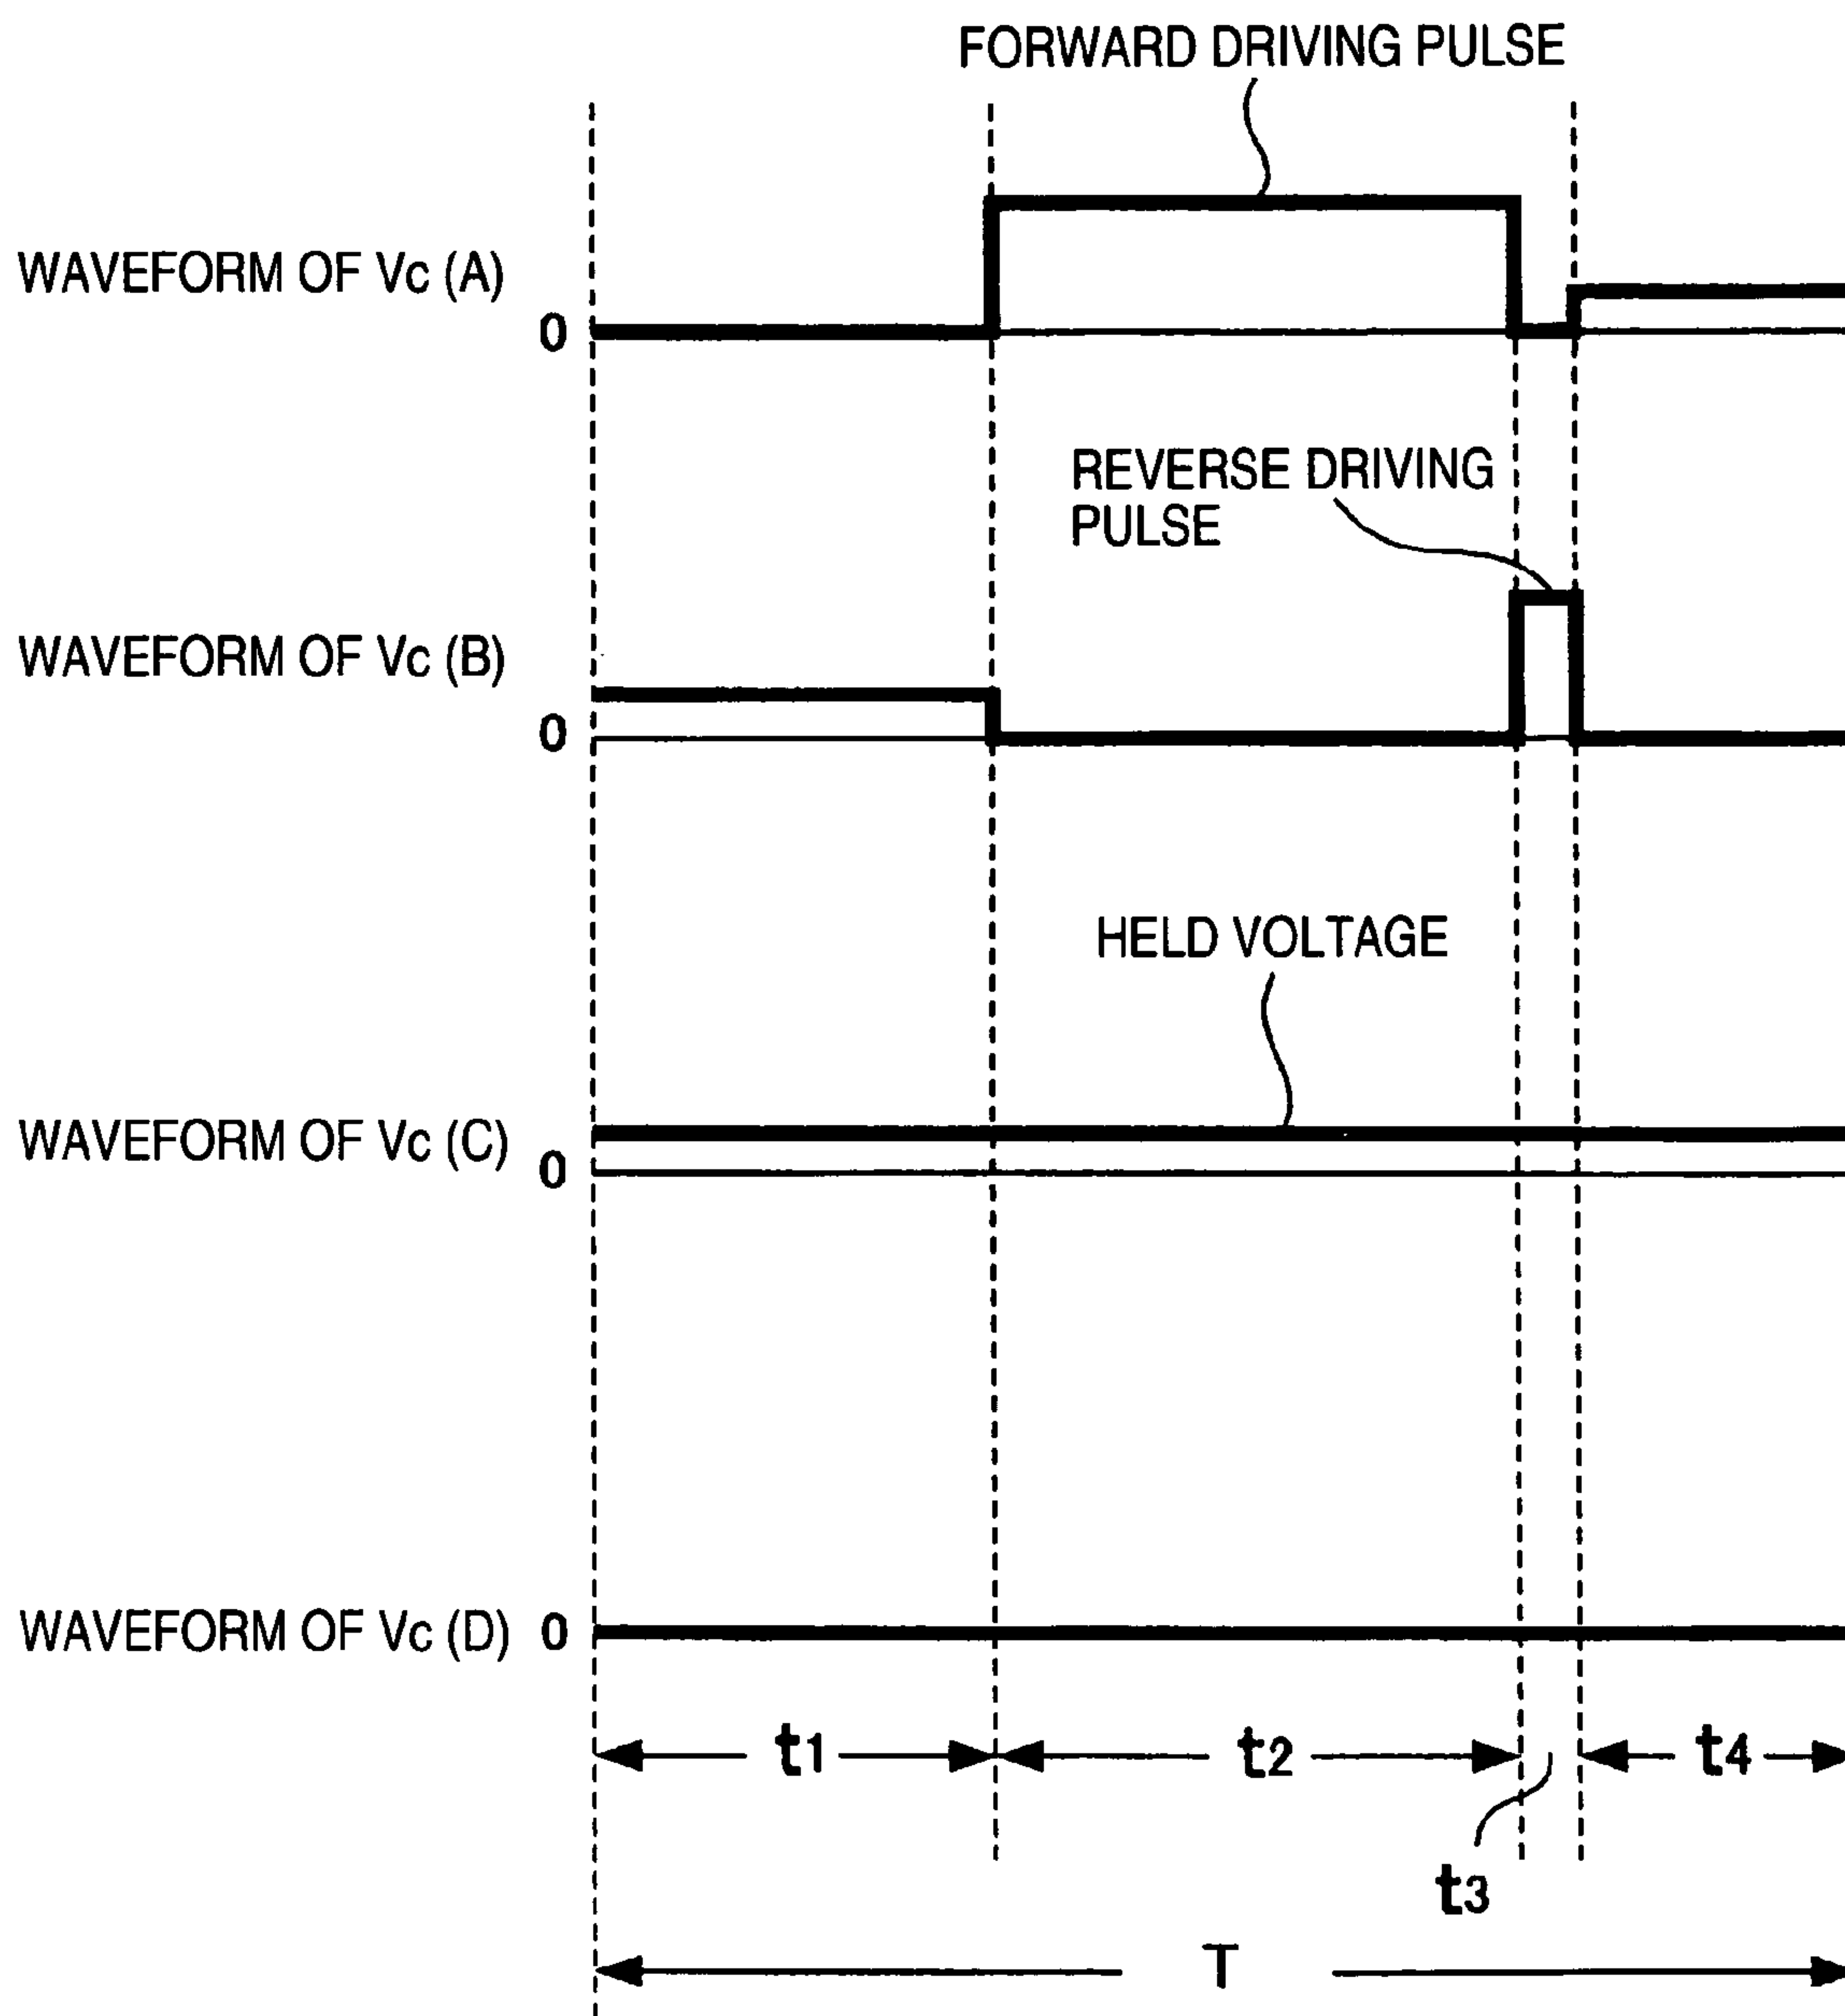 FORWARD DRIVING PULSE
WAVEFORM OF Vc (A)
0
REVERSE DRIVING
PULSE
WAVEFORM OF Vc (B)
0
HELD VOLTAGE
WAVEFORM OF Vc (C)
0
WAVEFORM OF Vc (D) 0
t1 t2 t4
t3
T